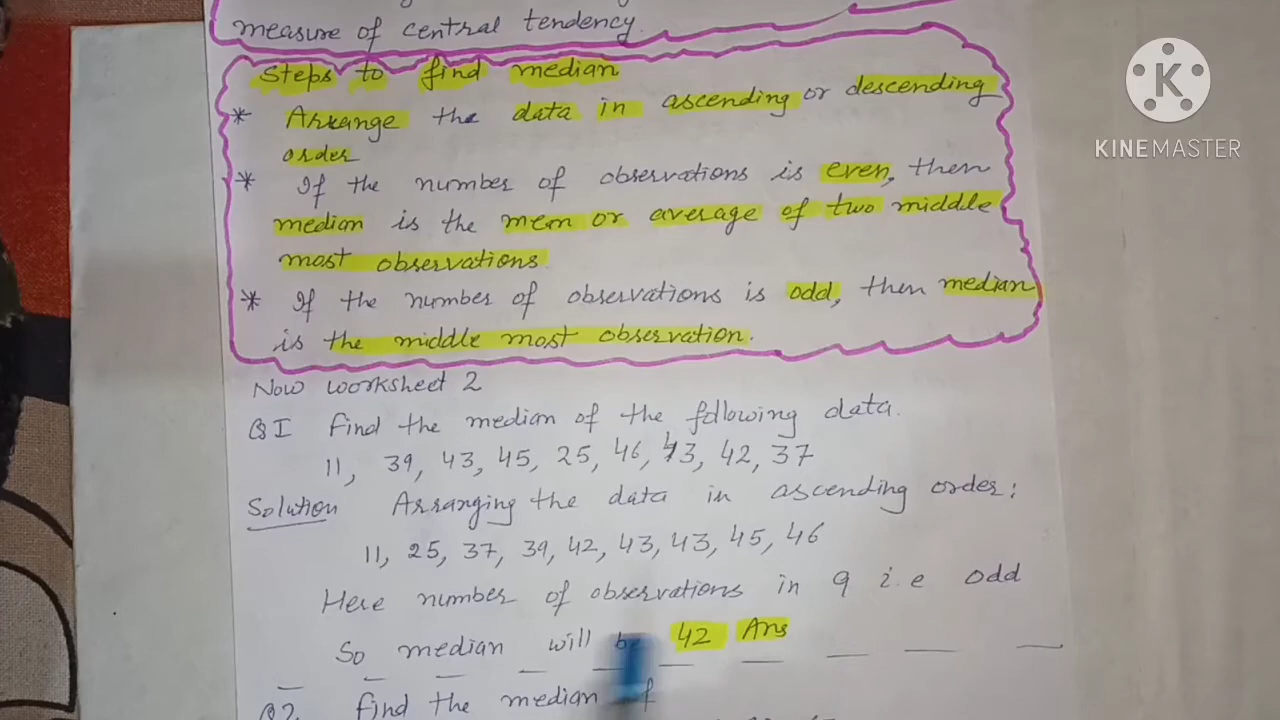 measure of central tendency.
Steps to find median
* Arrange the data in ascending or descending
order
* If the number of observations is even, then
median is the mean or average of two middle
most observations.
* If the number of observations is odd, then median
is the middle most observation.
Now worksheet 2
Q1 Find the median of the following data.
11, 39, 43, 45, 25, 46, 43, 42, 37
Solution Arranging the data in ascending order:
11, 25, 37, 39, 42, 43, 43, 45, 46
Here number of observations in 9 i.e odd
So median will be 42 Ans
Q2. Find the median of
K
KINEMASTER